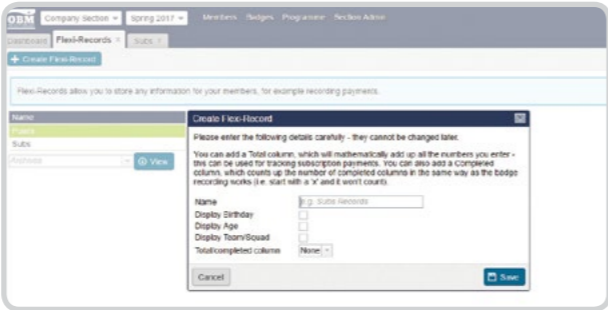 OBM Company Section Spring 2017 Members Badges Programme Section Admin
Dashboard Flexi-Records × Subs ×
+ Create Flexi-Record
Flexi-Records allow you to store any information for your members, for example recording payments.
Name
Subs
Archived View
Create Flexi-Record
Please enter the following details carefully - they cannot be changed later.
You can add a Total column, which will mathematically add up all the numbers you enter -
this can be used for tracking subscription payments. You can also add a Completed
column, which counts up the number of completed columns in the same way as the badge
recording works (i.e. start with a 'x' and it won't count).
Name e.g. Subs Records
Display Birthday
Display Age
Display Team/Squad
Total/completed column None
Cancel Save